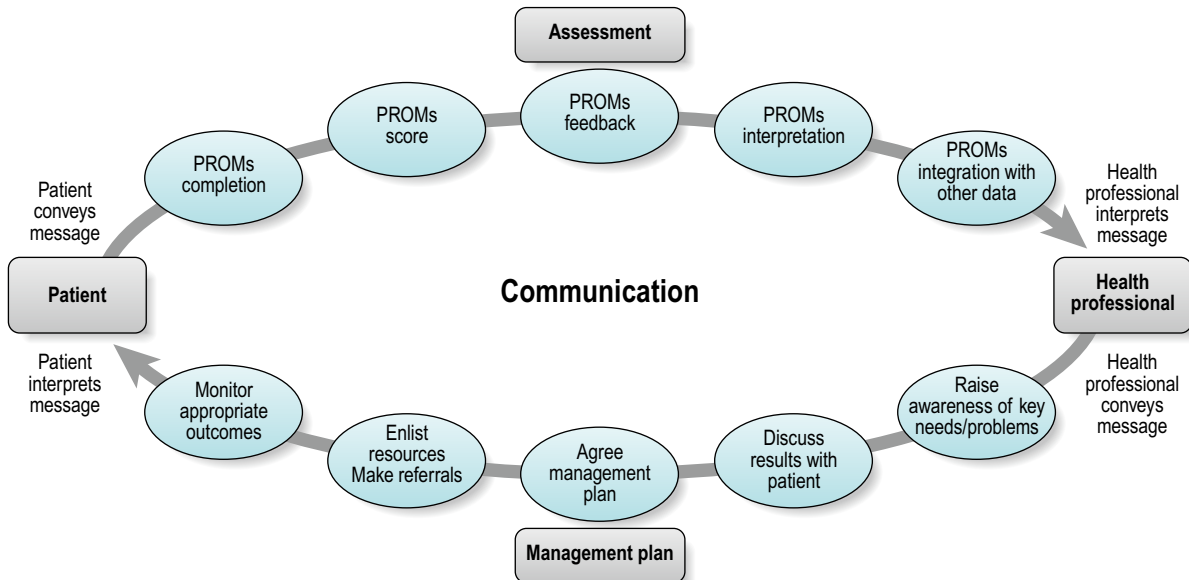 Assessment
PROMs
completion
PROMs
score
PROMs
feedback
PROMs
interpretation
PROMs
integration with
other data
Patient
conveys
message
Health
professional
interprets
message
Patient
Communication
Health
professional
Patient
interprets
message
Monitor
appropriate
outcomes
Enlist
resources
Make referrals
Agree
management
plan
Discuss
results with
patient
Raise
awareness of key
needs/problems
Health
professional
conveys
message
Management plan